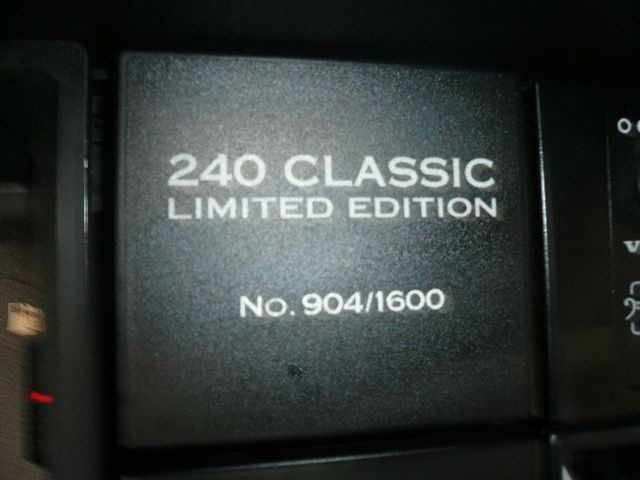 240 CLASSIC
LIMITED EDITION
No. 904/1600